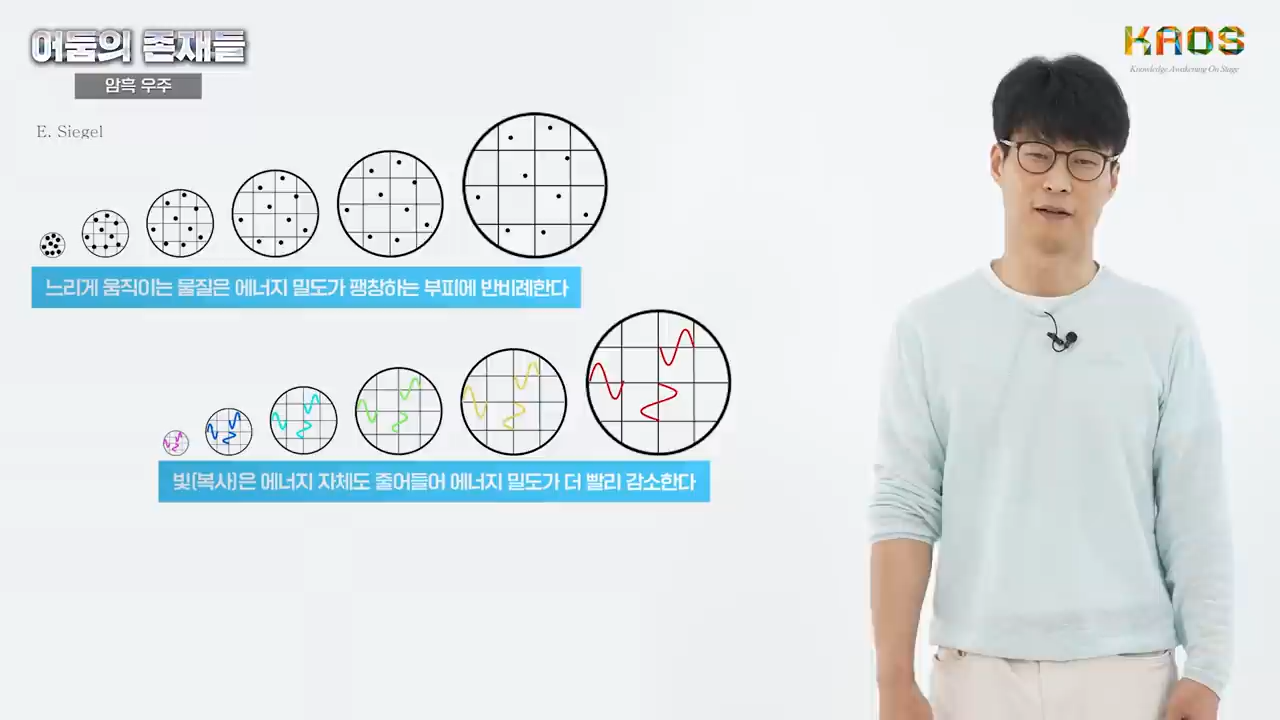 어둠의 존재들
암흑 우주
KAOS
Knowledge Awakening On Stage
E. Siegel
느리게 움직이는 물질은 에너지 밀도가 팽창하는 부피에 반비례한다
빛(복사)은 에너지 자체도 줄어들어 에너지 밀도가 더 빨리 감소한다